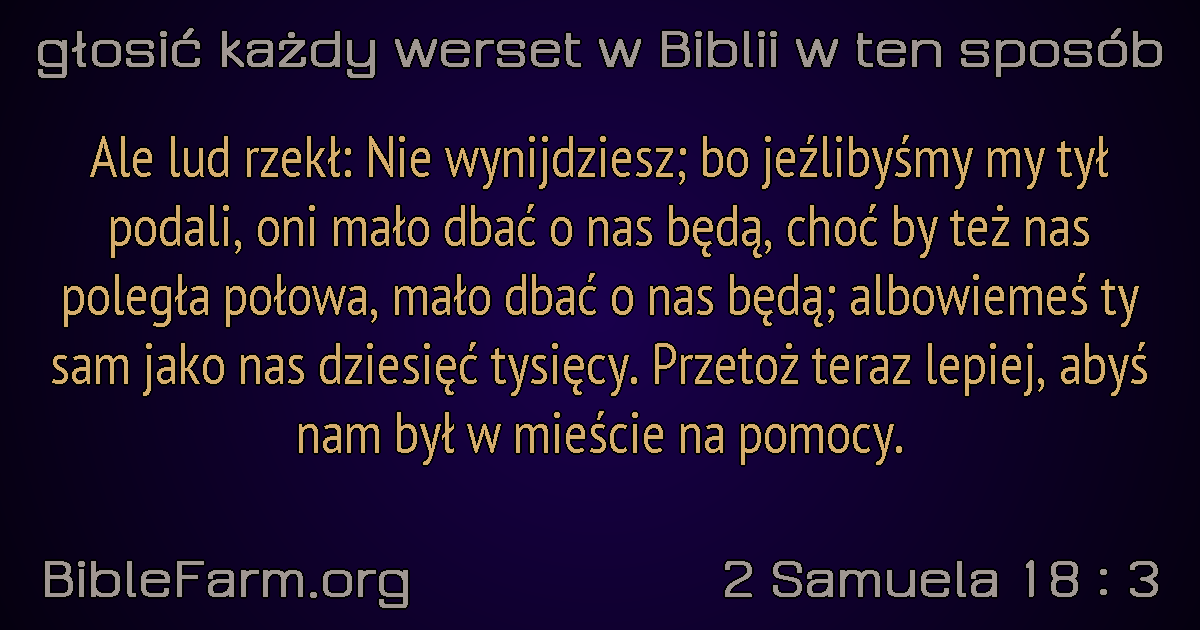 głosić każdy werset w Biblii w ten sposób
Ale lud rzekł: Nie wynijdziesz; bo jeźlibyśmy my tył
podali, oni mało dbać o nas będą, choć by też nas
poległa połowa, mało dbać o nas będą; albowiemeś ty
sam jako nas dziesięć tysięcy. Przetoż teraz lepiej, abyś
nam był w mieście na pomocy.
BibleFarm.org
2 Samuela 18 : 3